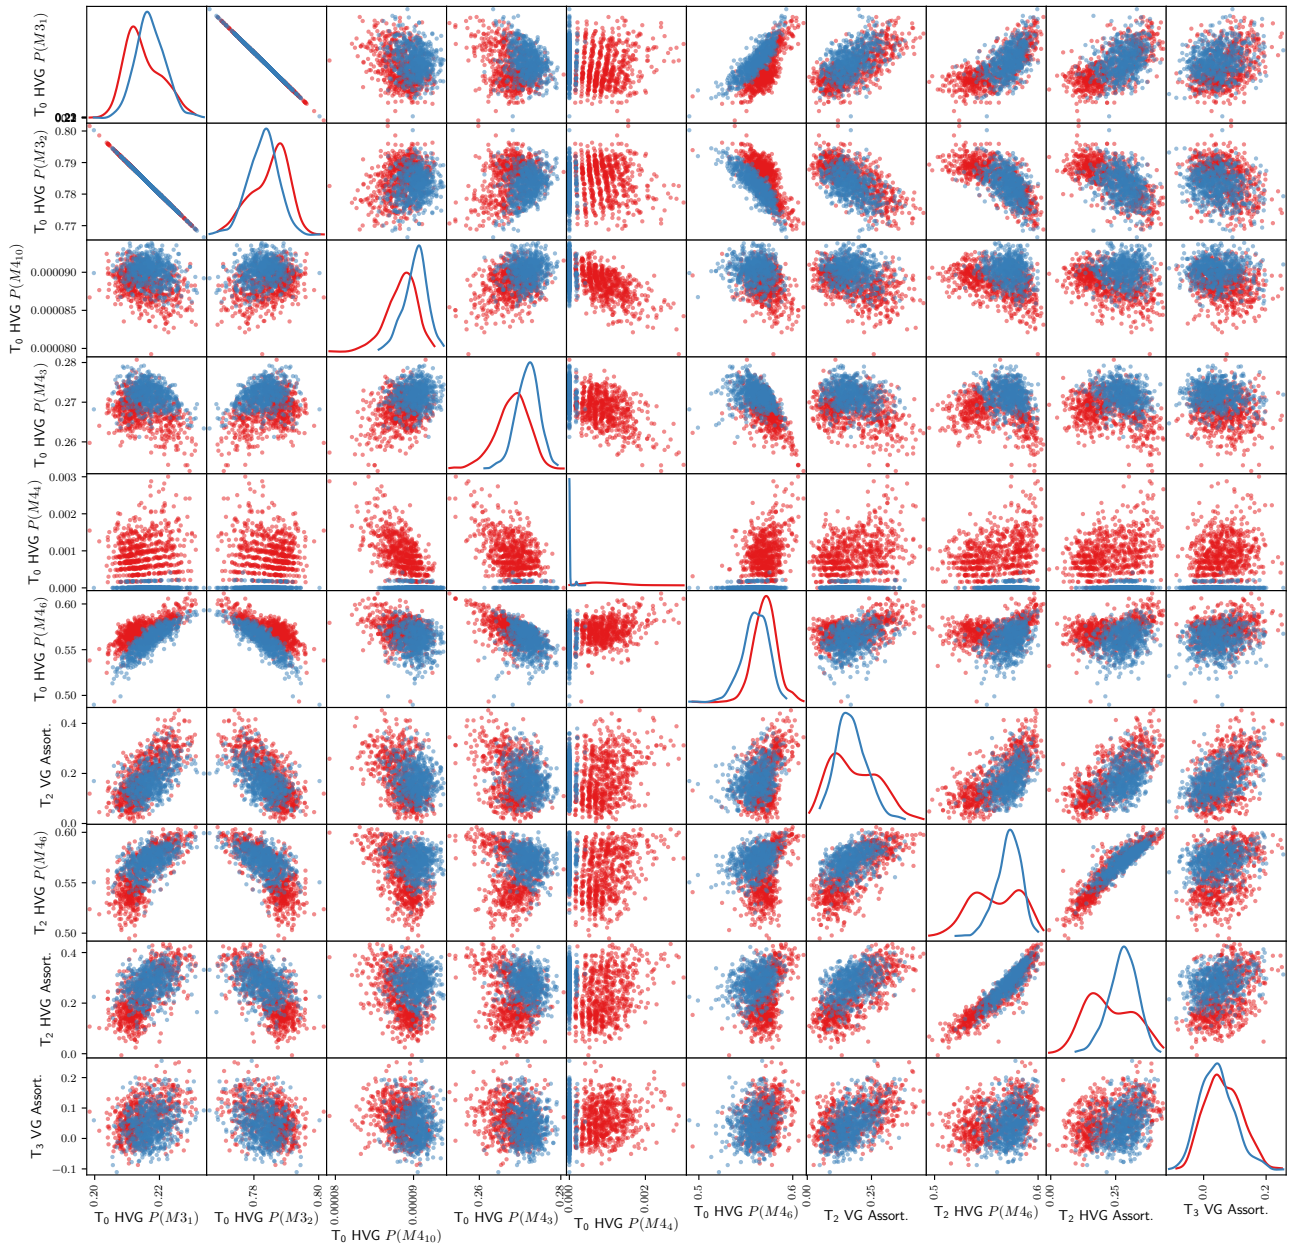 T₀ HVG P(M3₁)
0.80
0.79
0.78
0.77
T₀ HVG P(M3₂)
0.000090
0.000085
0.000080
T₀ HVG P(M4₁₀)
0.28
0.27
0.26
T₀ HVG P(M4₃)
0.003
0.002
0.001
0.000
T₀ HVG P(M4₄)
0.60
0.55
0.50
T₀ HVG P(M4₆)
0.4
0.2
0.0
T₂ VG Assort.
0.60
0.55
0.50
T₂ HVG P(M4₆)
0.4
0.2
0.0
T₂ HVG Assort.
0.2
0.1
0.0
−0.1
T₃ VG Assort.
0.20 0.22
T₀ HVG P(M3₁)
0.78 0.80
T₀ HVG P(M3₂)
0.00008 0.00009
T₀ HVG P(M4₁₀)
0.26 0.28
T₀ HVG P(M4₃)
0.000 0.002
T₀ HVG P(M4₄)
0.5 0.6
T₀ HVG P(M4₆)
0.00 0.25
T₂ VG Assort.
0.5 0.6
T₂ HVG P(M4₆)
0.00 0.25
T₂ HVG Assort.
0.0 0.2
T₃ VG Assort.